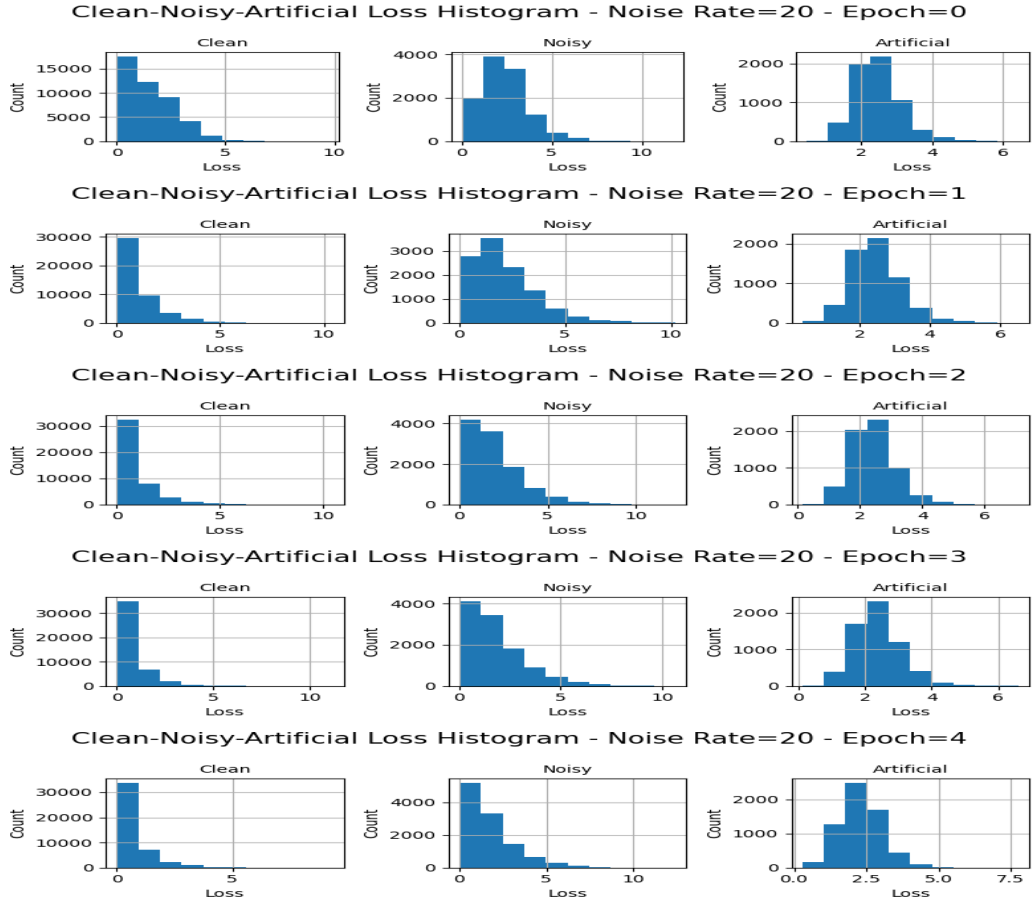 Clean-Noisy-Artificial Loss Histogram - Noise Rate=20 - Epoch=0
Clean Noisy Artificial
Count 15000 10000 5000 0
Count 4000 2000 0
Count 2000 1000 0
0 5 10
0 5 10
2 4 6
Loss Loss Loss
Clean-Noisy-Artificial Loss Histogram - Noise Rate=20 - Epoch=1
Clean Noisy Artificial
Count 30000 20000 10000 0
Count 3000 2000 1000 0
Count 2000 1000 0
0 5 10
0 5 10
2 4 6
Loss Loss Loss
Clean-Noisy-Artificial Loss Histogram - Noise Rate=20 - Epoch=2
Clean Noisy Artificial
Count 30000 20000 10000 0
Count 4000 2000 0
Count 2000 1000 0
0 5 10
0 5 10
0 2 4 6
Loss Loss Loss
Clean-Noisy-Artificial Loss Histogram - Noise Rate=20 - Epoch=3
Clean Noisy Artificial
Count 30000 20000 10000 0
Count 4000 2000 0
Count 2000 1000 0
0 5 10
0 5 10
0 2 4 6
Loss Loss Loss
Clean-Noisy-Artificial Loss Histogram - Noise Rate=20 - Epoch=4
Clean Noisy Artificial
Count 30000 20000 10000 0
Count 4000 2000 0
Count 2000 1000 0
0 5
0 5 10
0.0 2.5 5.0 7.5
Loss Loss Loss